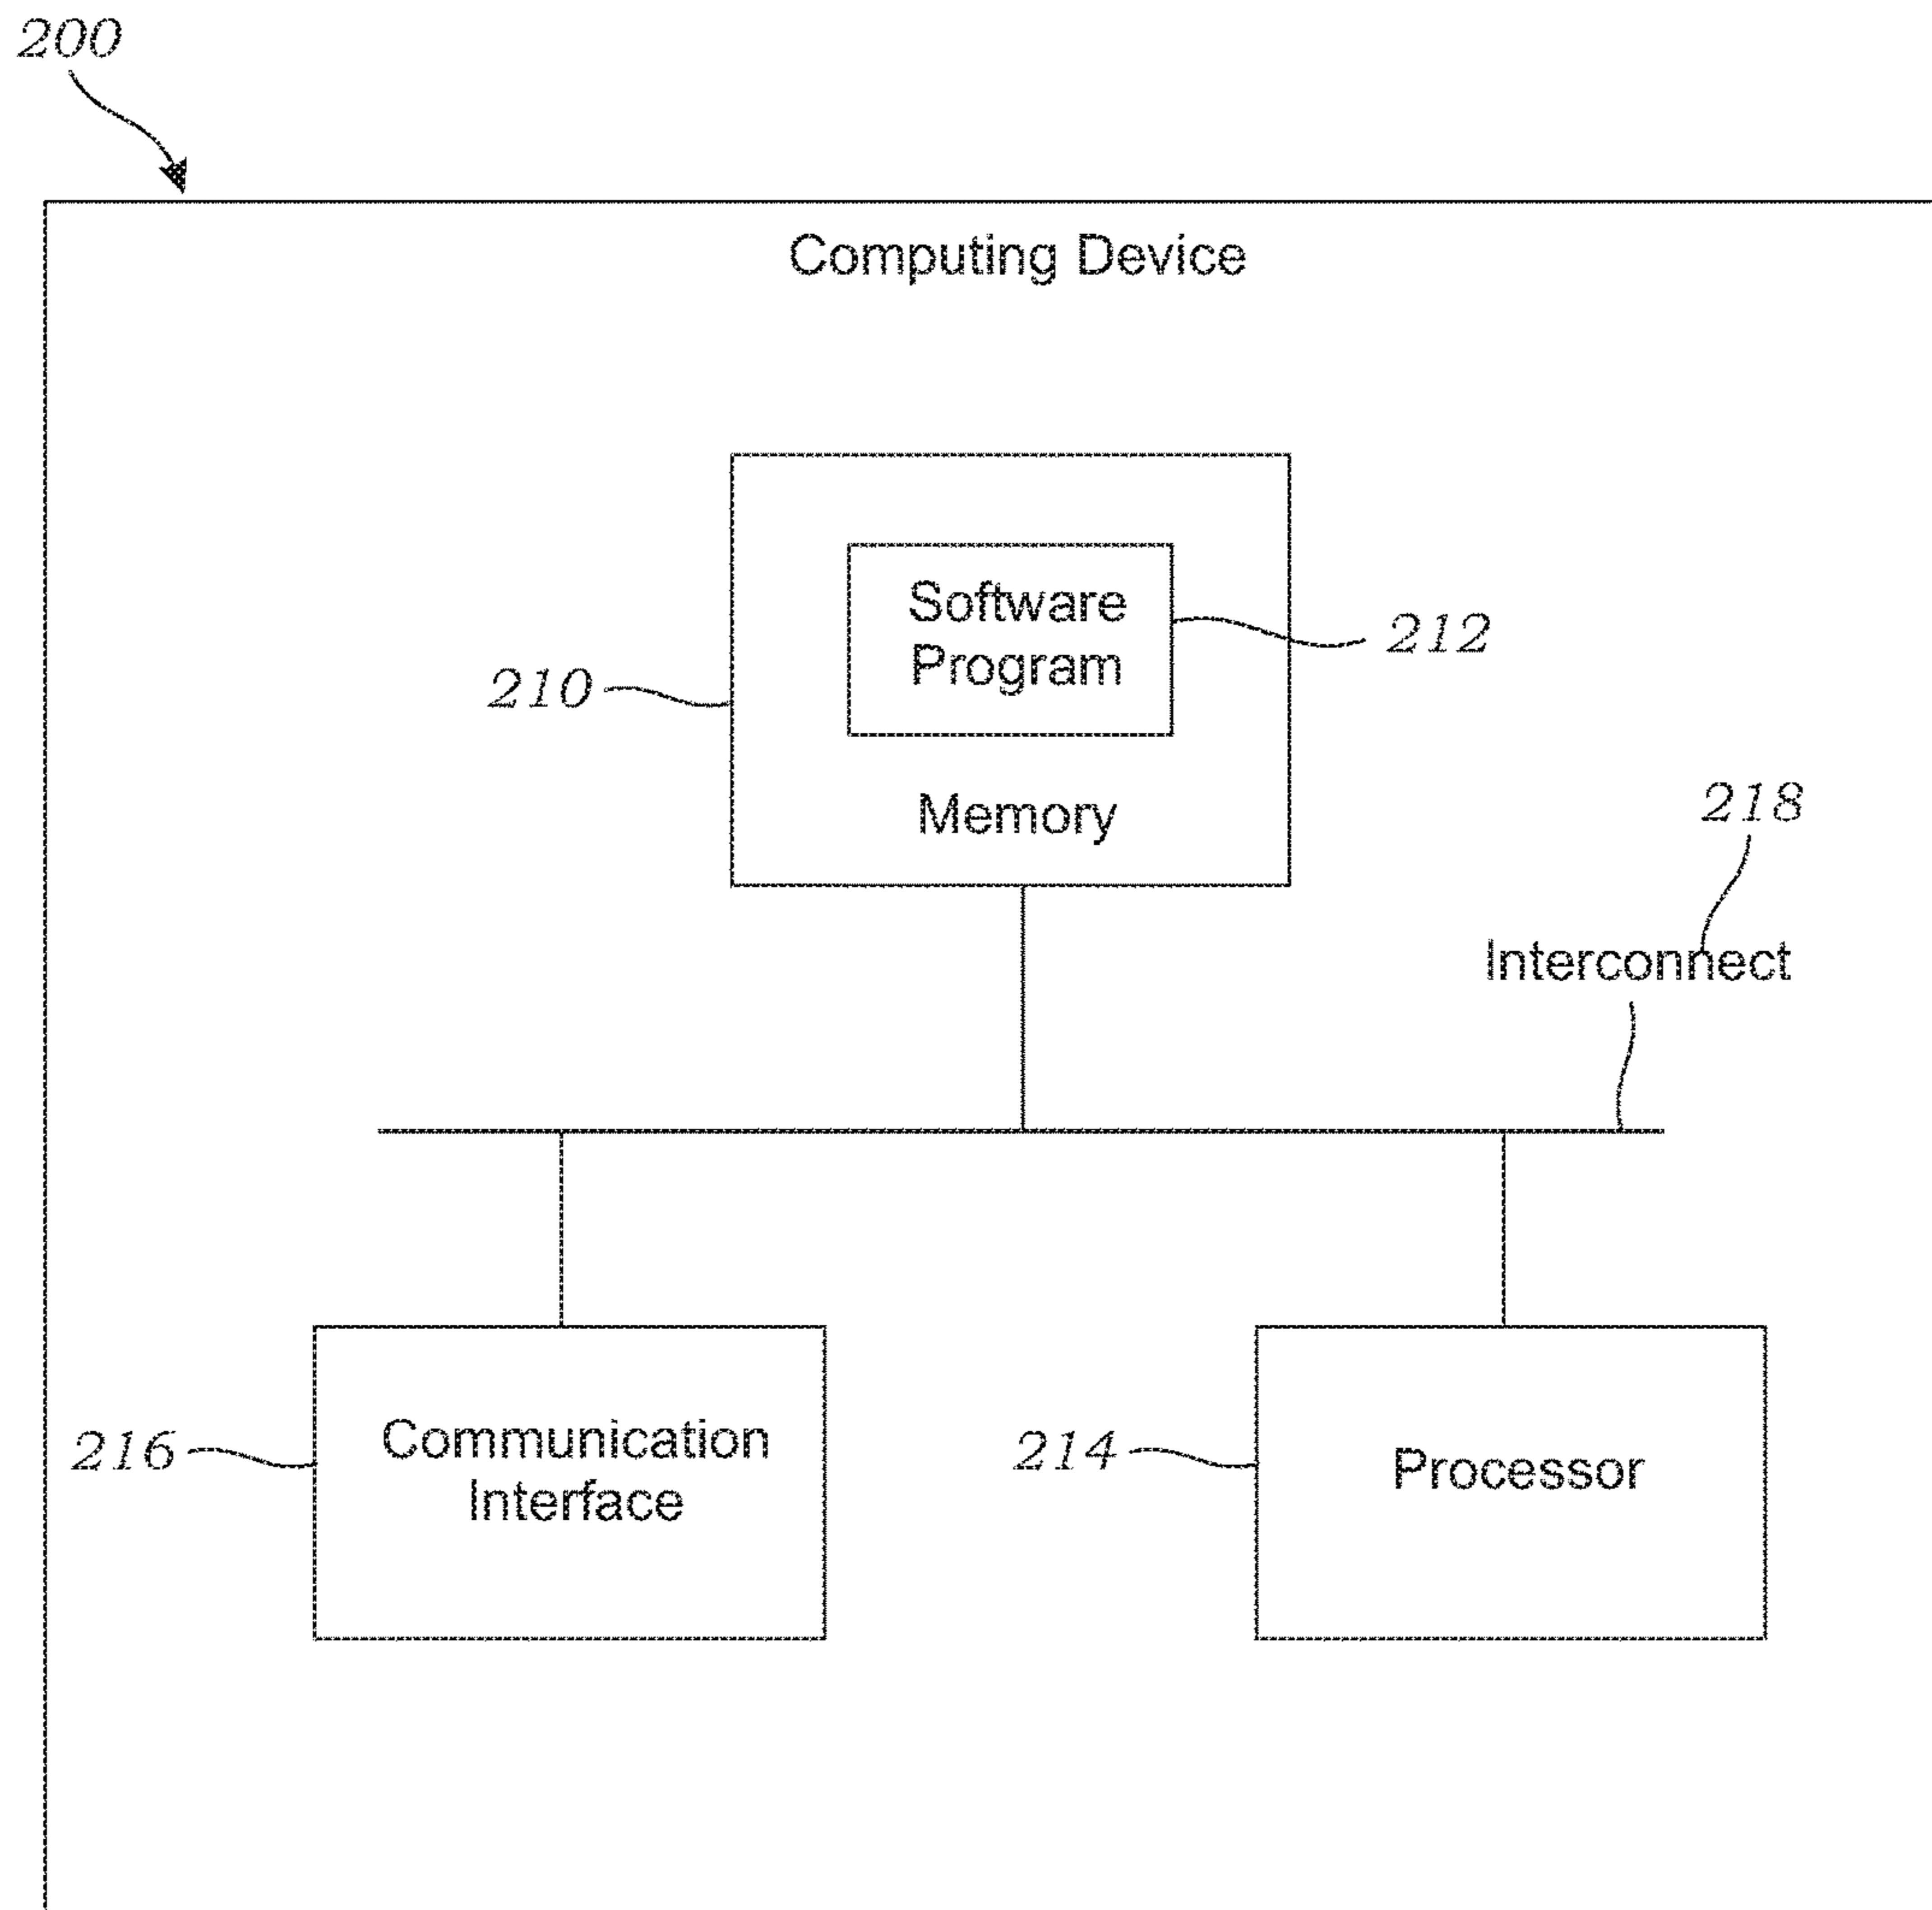 200
Computing Device
Software
Program
212
210
Memory
218
Interconnect
216
Communication
Interface
214
Processor